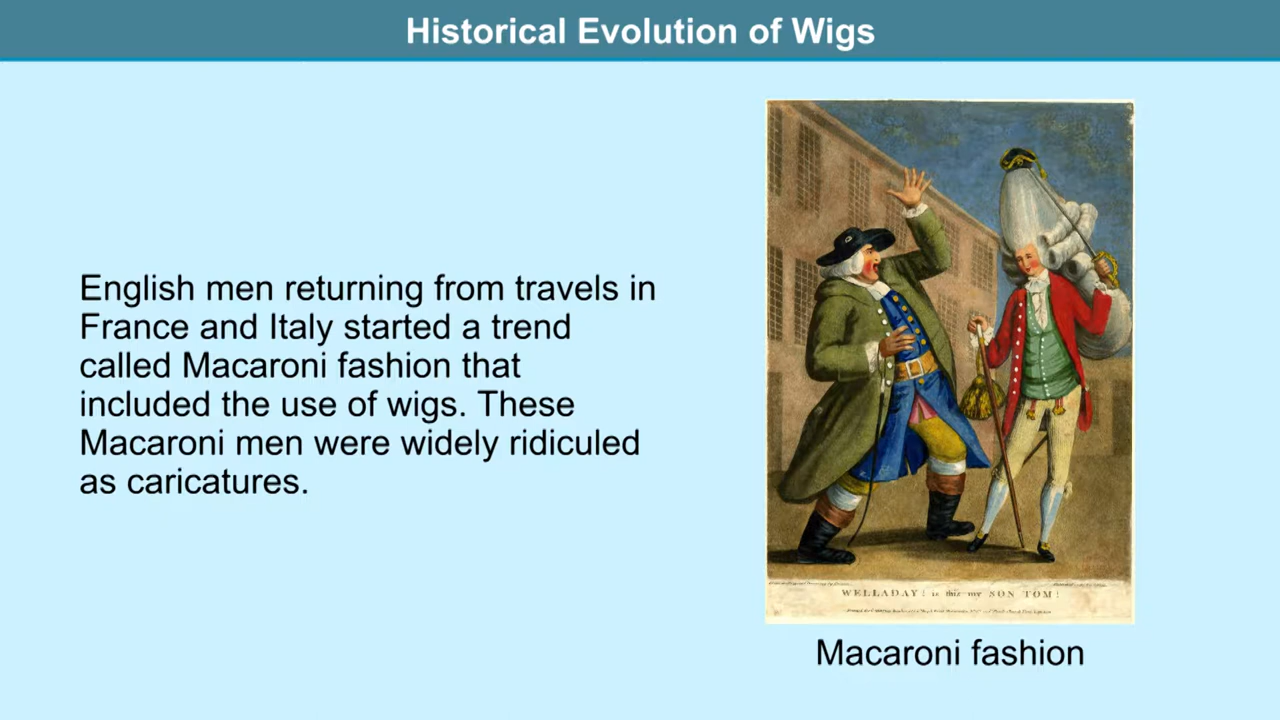 Historical Evolution of Wigs
English men returning from travels in
France and Italy started a trend
called Macaroni fashion that
included the use of wigs. These
Macaroni men were widely ridiculed
as caricatures.
WELLADAY! is this my SON TOM!
Macaroni fashion